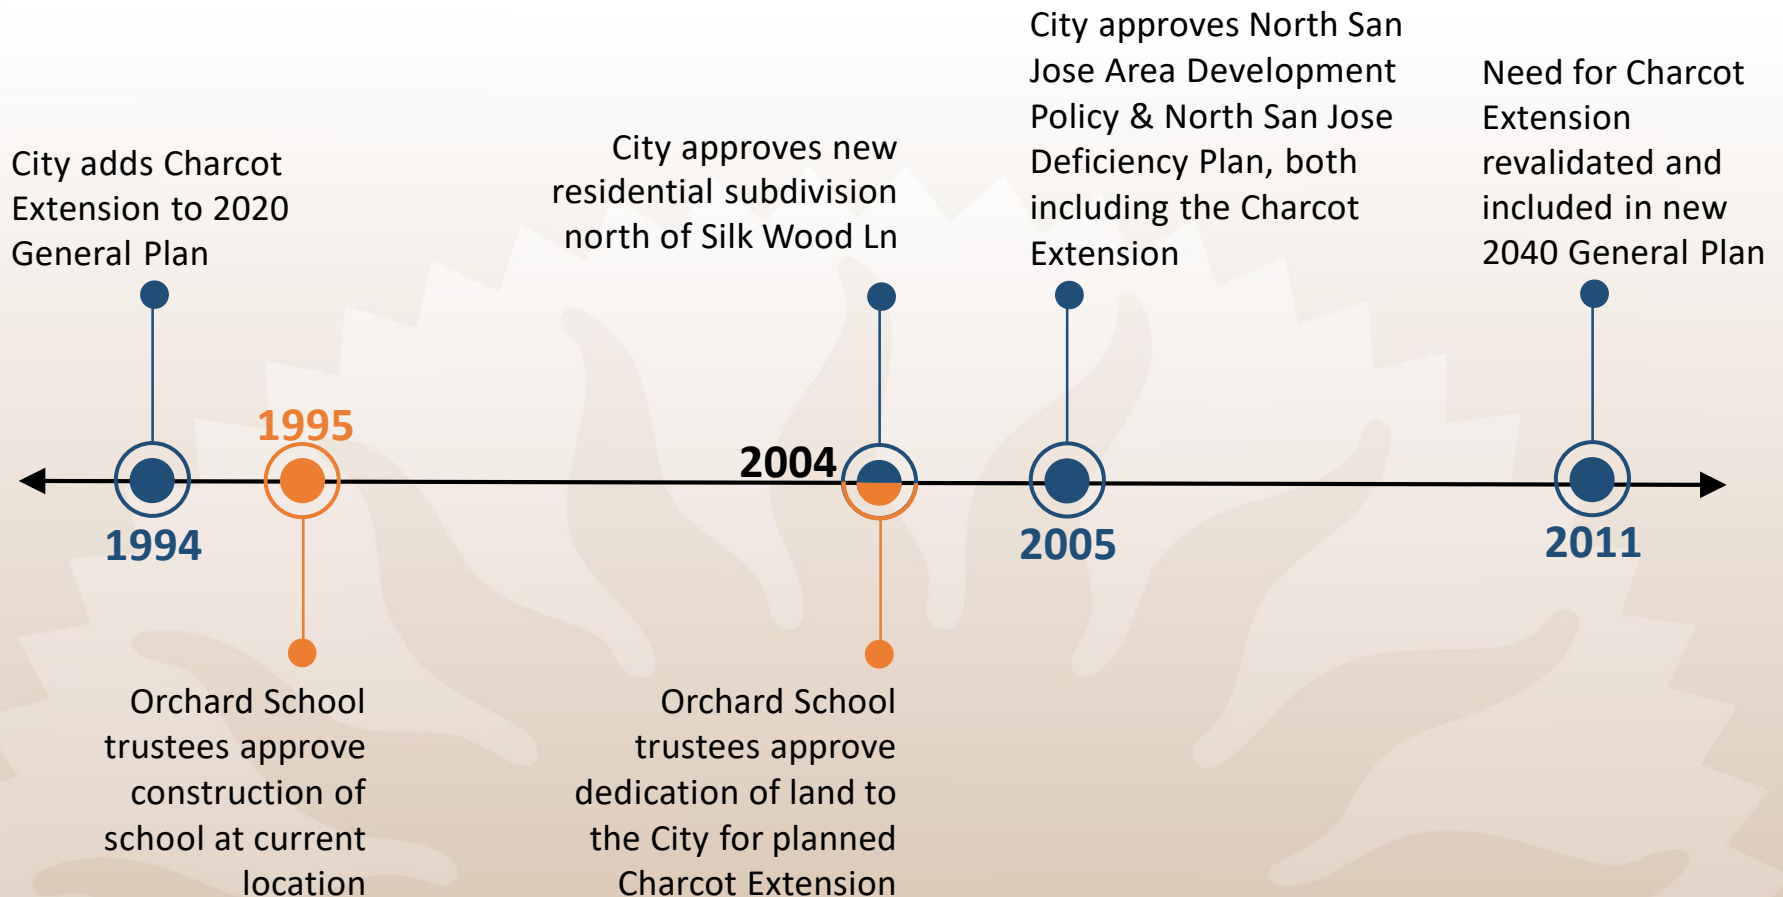 City adds Charcot
Extension to 2020
General Plan
City approves new
residential subdivision
north of Silk Wood Ln
City approves North San
Jose Area Development
Policy & North San Jose
Deficiency Plan, both
including the Charcot
Extension
Need for Charcot
Extension
revalidated and
included in new
2040 General Plan
1994
1995
2004
2005
2011
Orchard School
trustees approve
construction of
school at current
location
Orchard School
trustees approve
dedication of land to
the City for planned
Charcot Extension